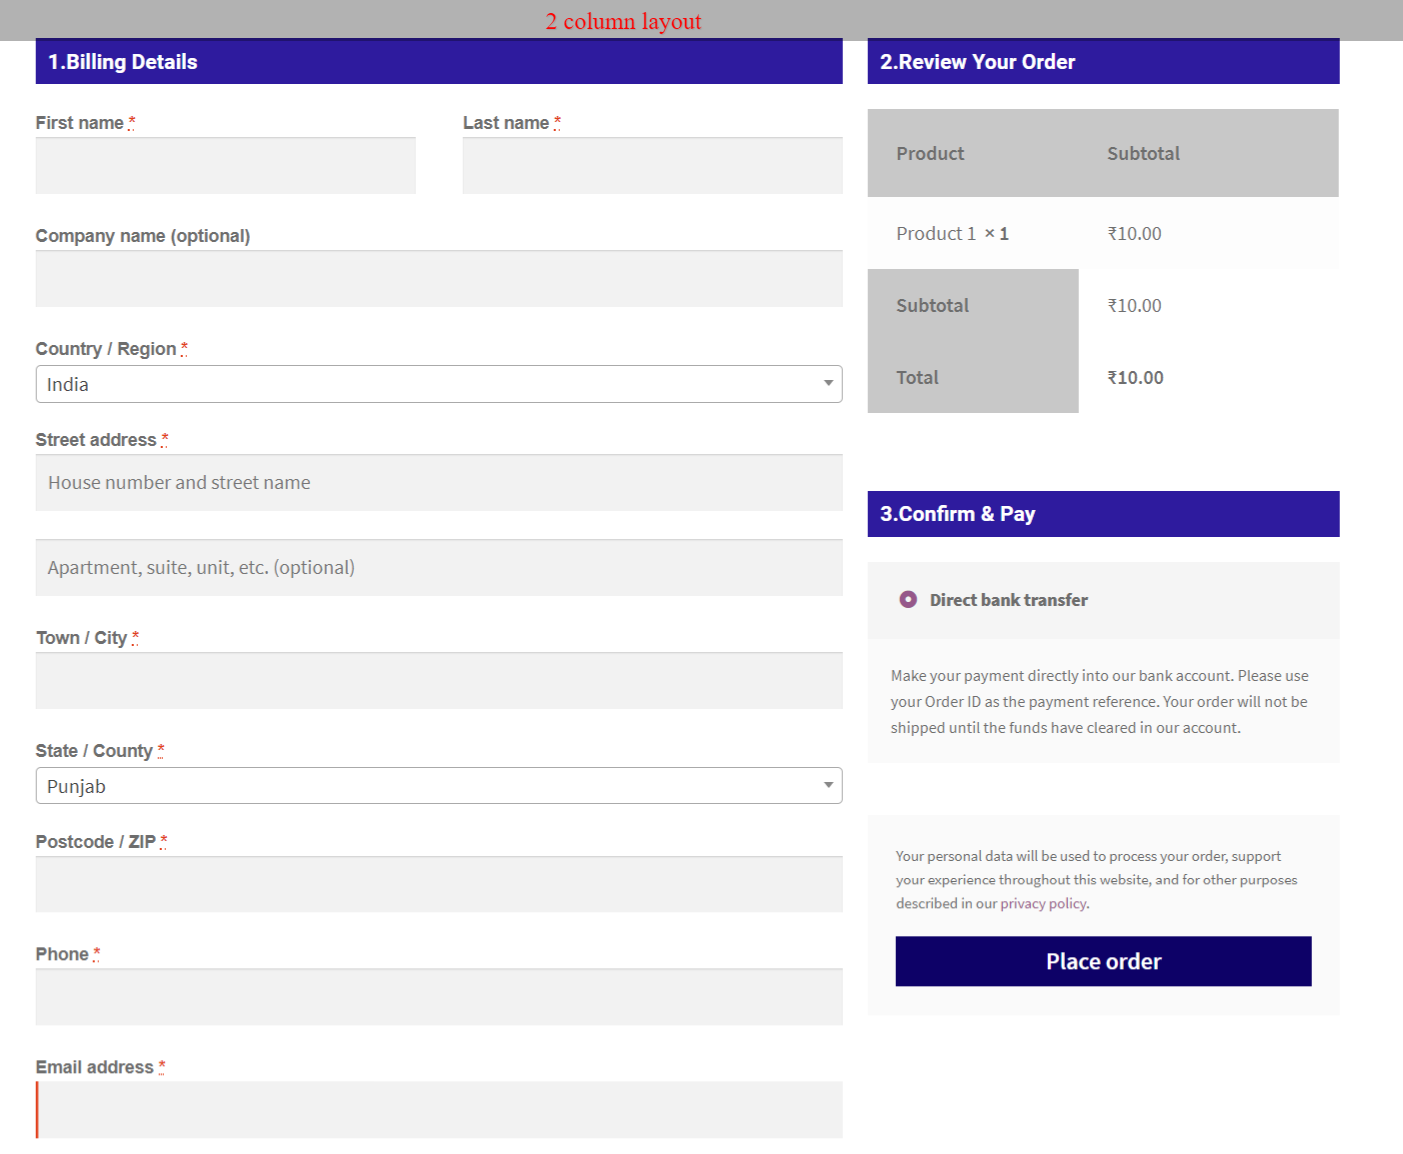 2 column layout
1.Billing Details
First name *
Last name *
Company name (optional)
Country / Region *
India
Street address *
House number and street name
Apartment, suite, unit, etc. (optional)
Town / City *
State / County *
Punjab
Postcode / ZIP *
Phone *
Email address *
2.Review Your Order
Product Subtotal
Product 1 × 1 ₹10.00
Subtotal ₹10.00
Total ₹10.00
3.Confirm & Pay
Direct bank transfer
Make your payment directly into our bank account. Please use
your Order ID as the payment reference. Your order will not be
shipped until the funds have cleared in our account.
Your personal data will be used to process your order, support
your experience throughout this website, and for other purposes
described in our privacy policy.
Place order